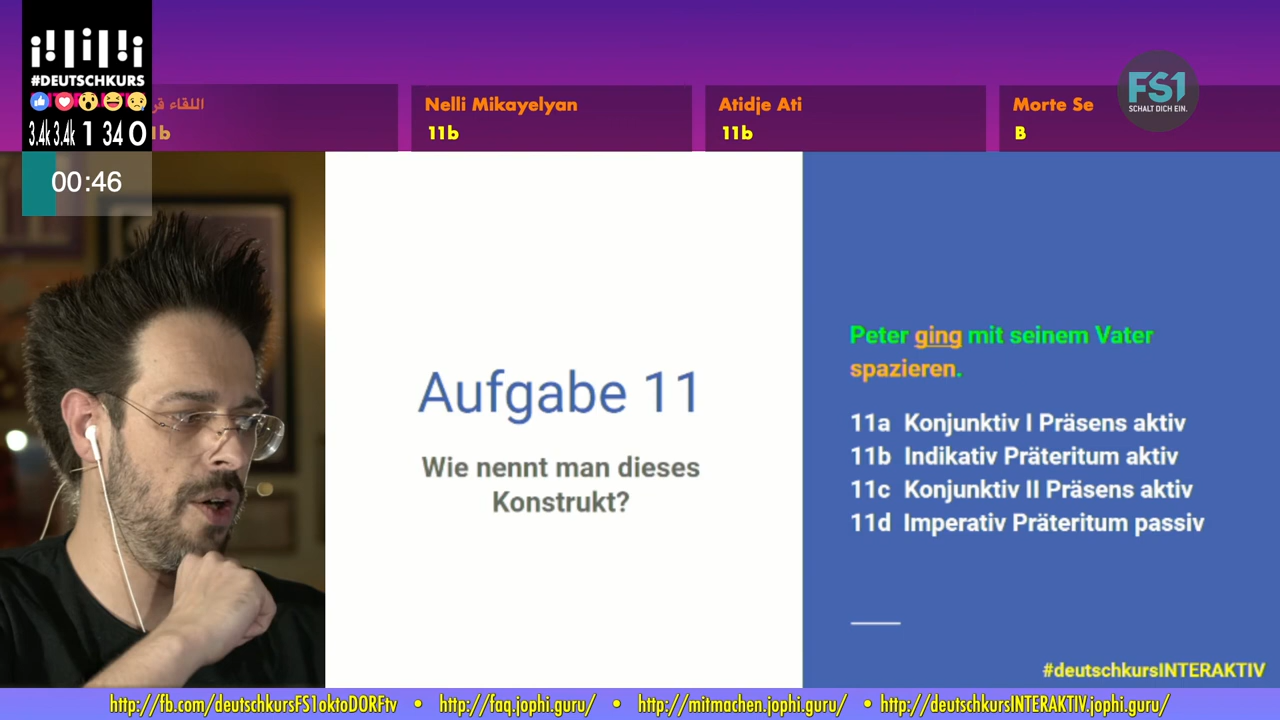 #DEUTSCHKURS
3.4k 3.4k 1 34 0
00:46
اللقاء
Nelli Mikayelyan
11b
Atidje Ati
11b
Morte Se
B
FS1
SCHALT DICH EIN.
Aufgabe 11
Wie nennt man dieses
Konstrukt?
Peter ging mit seinem Vater
spazieren.
11a Konjunktiv I Präsens aktiv
11b Indikativ Präteritum aktiv
11c Konjunktiv II Präsens aktiv
11d Imperativ Präteritum passiv
#deutschkursINTERAKTIV
http://fb.com/deutschkursFS1oktoDORFtv • http://faq.jophi.guru/ • http://mitmachen.jophi.guru/ • http://deutschkursINTERAKTIV.jophi.guru/